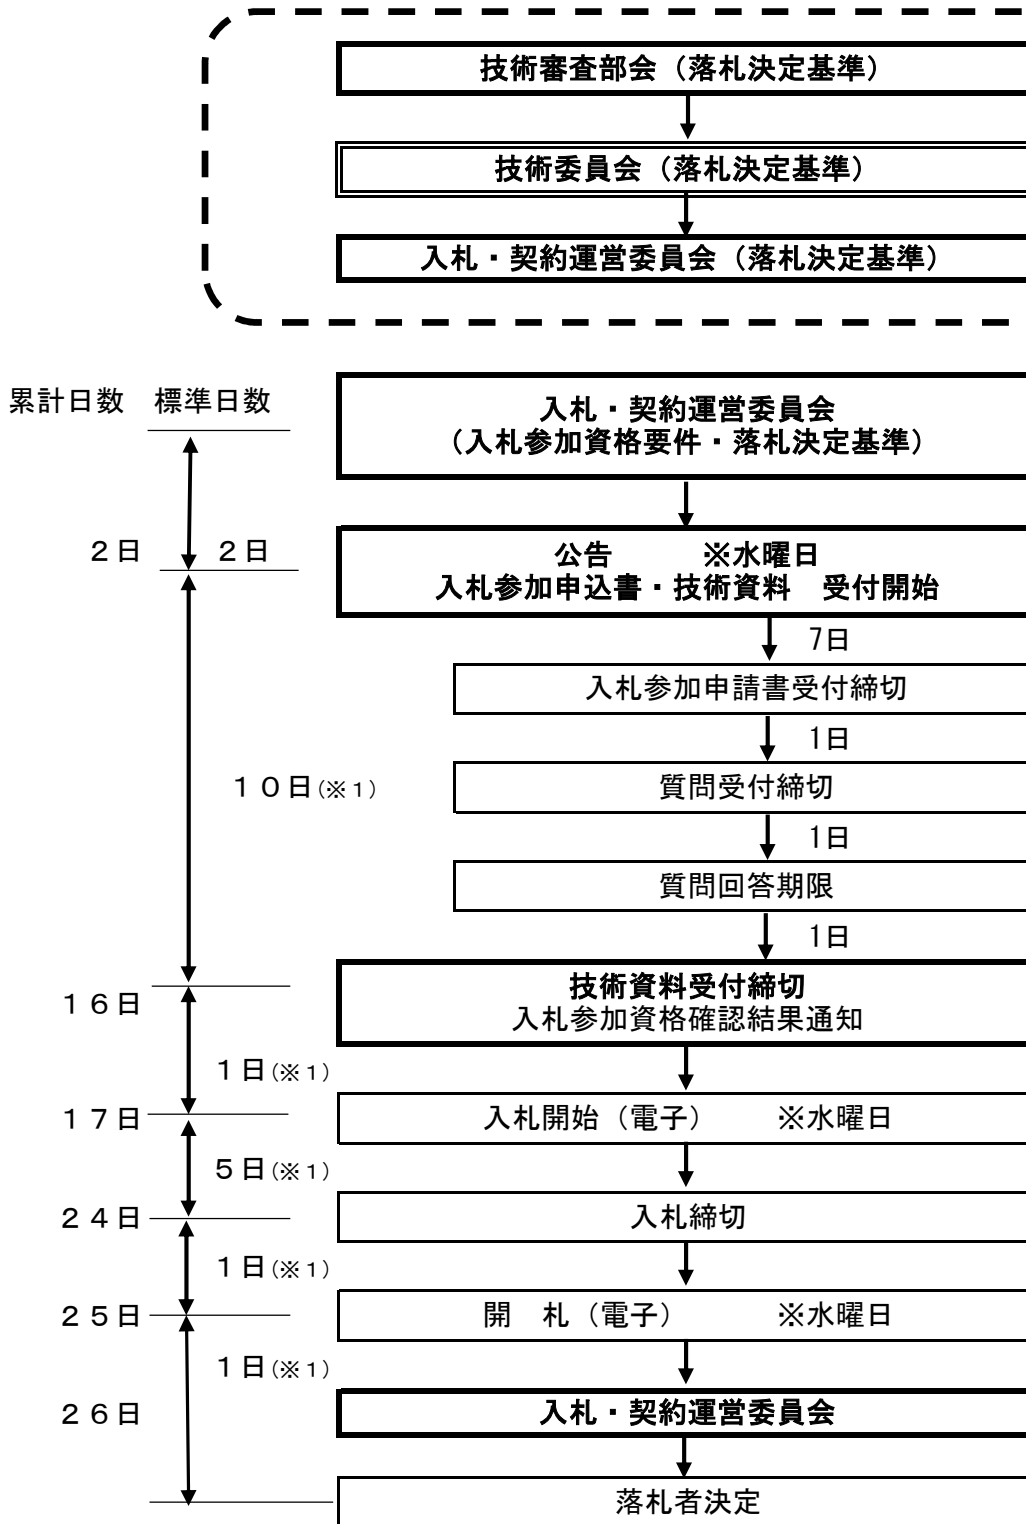 技術審査部会（落札決定基準）
技術委員会（落札決定基準）
入札・契約運営委員会（落札決定基準）
累計日数　標準日数
入札・契約運営委員会
（入札参加資格要件・落札決定基準）
２日　２日
公告　　　※水曜日
入札参加申込書・技術資料　受付開始
7日
入札参加申請書受付締切
1日
１０日(※１)
質問受付締切
1日
質問回答期限
1日
技術資料受付締切
１６日
入札参加資格確認結果通知
１日(※１)
１７日
入札開始（電子）　　※水曜日
５日(※１)
２４日
入札締切
１日(※１)
２５日
開　札（電子）　　　※水曜日
１日(※１)
２６日
入札・契約運営委員会
落札者決定